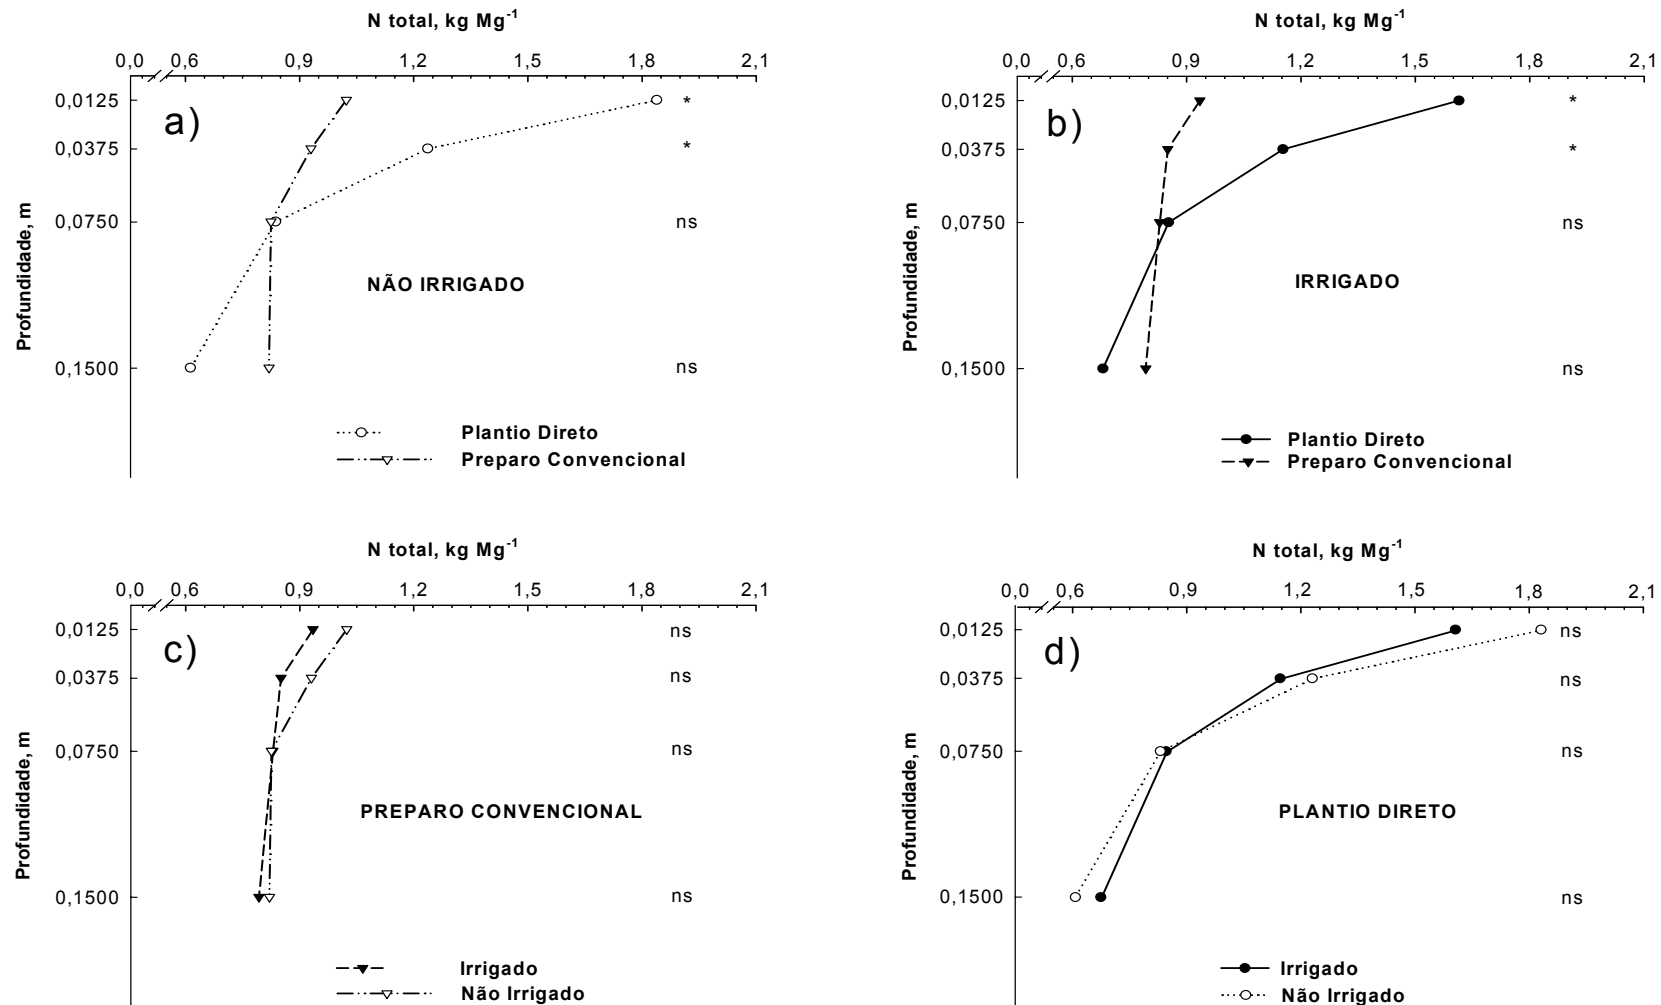 N total, kg Mg-1
0,0 0,6 0,9 1,2 1,5 1,8 2,1
0,0125
0,0375
0,0750
0,1500
Profundidade, m
a)
*
*
ns
ns
NÃO IRRIGADO
Plantio Direto
Preparo Convencional
N total, kg Mg-1
0,0 0,6 0,9 1,2 1,5 1,8 2,1
0,0125
0,0375
0,0750
0,1500
Profundidade, m
b)
*
*
ns
ns
IRRIGADO
Plantio Direto
Preparo Convencional
N total, kg Mg-1
0,0 0,6 0,9 1,2 1,5 1,8 2,1
0,0125
0,0375
0,0750
0,1500
Profundidade, m
c)
ns
ns
ns
ns
PREPARO CONVENCIONAL
Irrigado
Não Irrigado
N total, kg Mg-1
0,0 0,6 0,9 1,2 1,5 1,8 2,1
0,0125
0,0375
0,0750
0,1500
Profundidade, m
d)
ns
ns
ns
ns
PLANTIO DIRETO
Irrigado
Não Irrigado